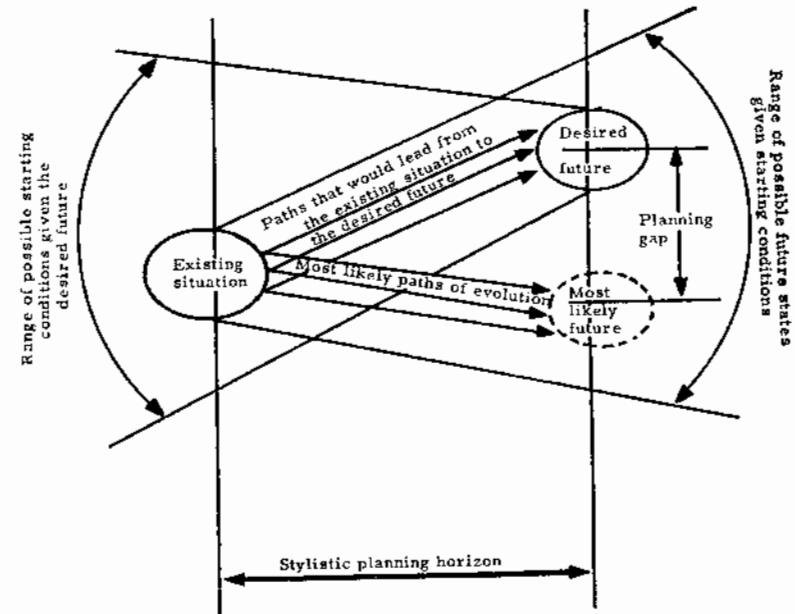 Range of possible starting
conditions given the
desired future
Existing
situation
Paths that would lead from
the existing situation to
the desired future
Most likely paths of evolution
Desired
future
Most
likely
future
Planning
gap
Range of possible future states
given starting conditions
Stylistic planning horizon